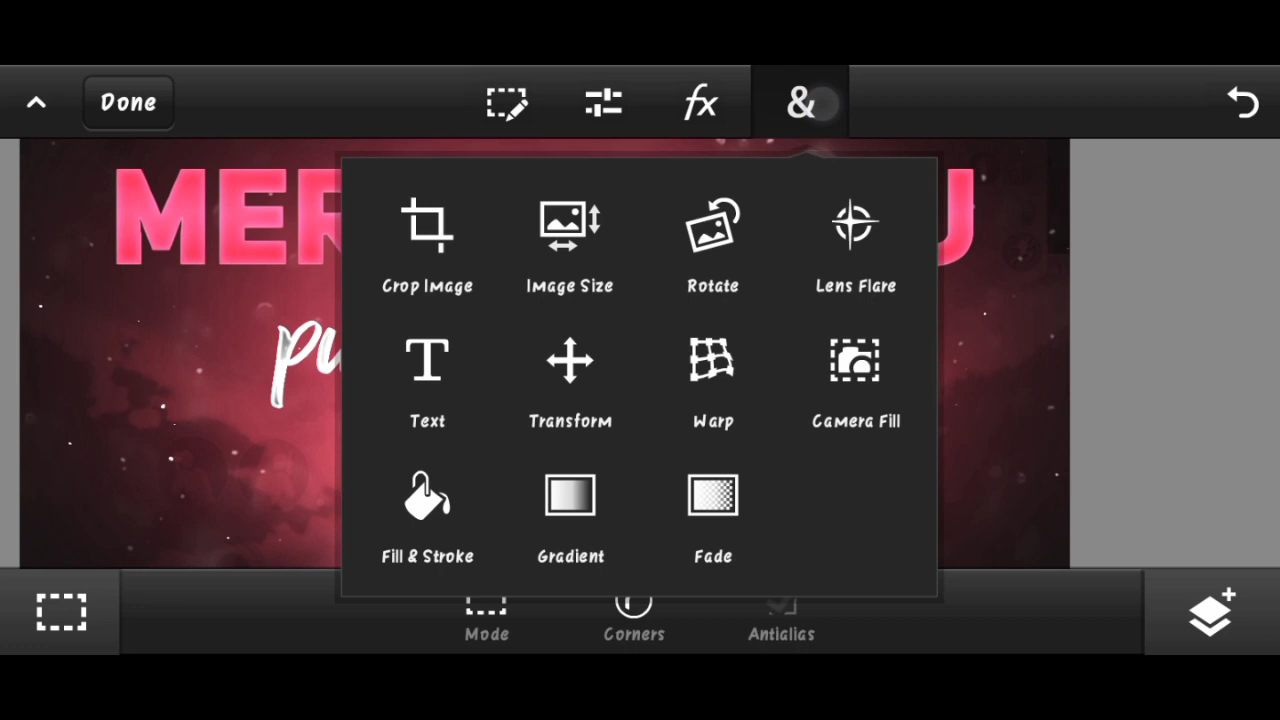 Done
fx
&
MER U
pu
Crop Image
Image Size
Rotate
Lens Flare
Text
Transform
Warp
Camera Fill
Fill & Stroke
Gradient
Fade
Mode
Corners
Antialias